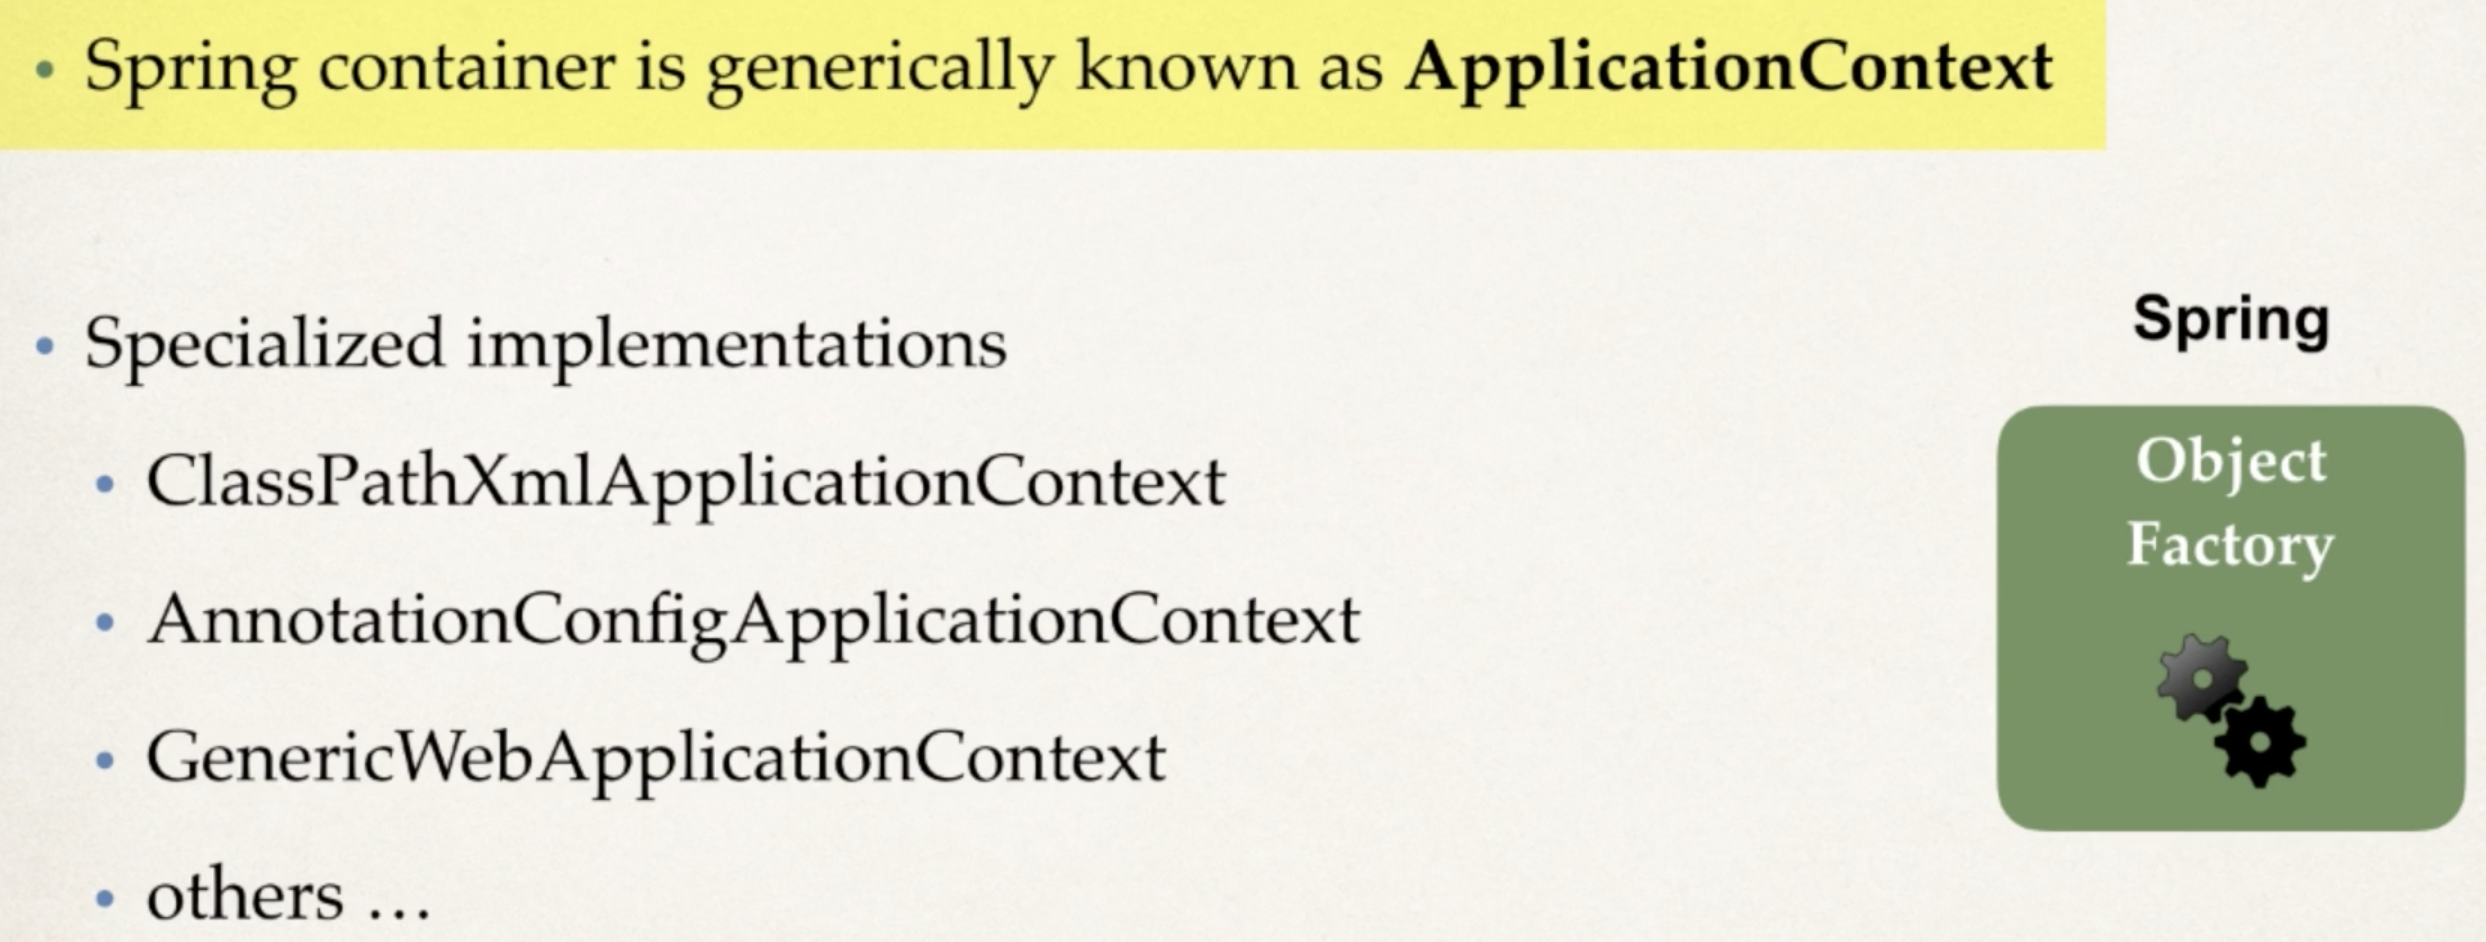 • Spring container is generically known as ApplicationContext
• Specialized implementations
• ClassPathXmlApplicationContext
• AnnotationConfigApplicationContext
• GenericWebApplicationContext
• others …
Spring
Object
Factory